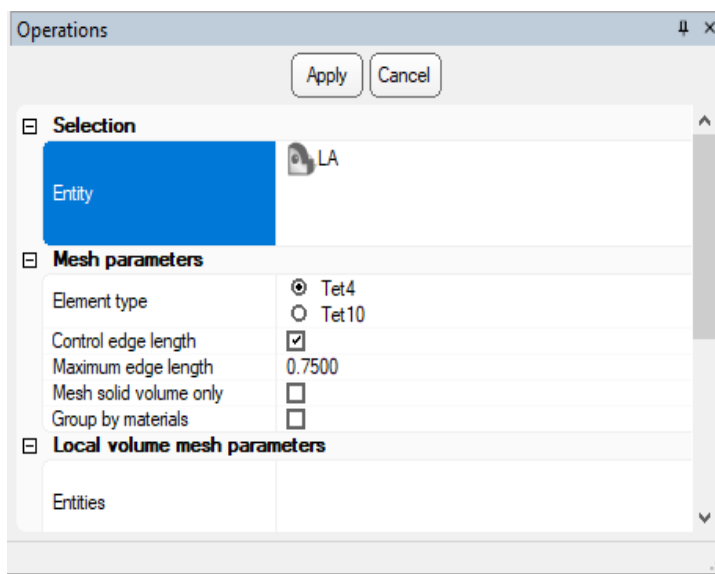 Operations
Apply Cancel
Selection
Entity LA
Mesh parameters
Element type Tet4
Tet10
Control edge length
Maximum edge length 0.7500
Mesh solid volume only
Group by materials
Local volume mesh parameters
Entities